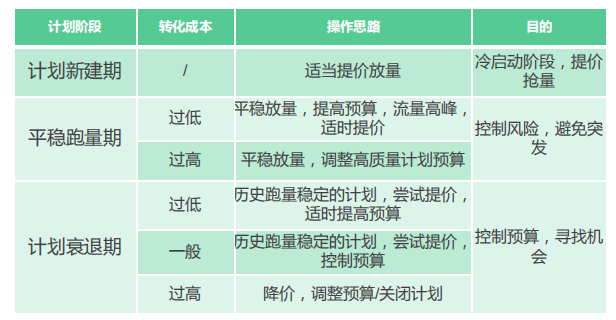 计划阶段 转化成本 操作思路 目的
计划新建期 / 适当提价放量 冷启动阶段，提价
抢量
平稳跑量期 过低 平稳放量，提高预算，流量高峰，
适时提价 控制风险，避免突
发
过高 平稳放量，调整高质量计划预算
计划衰退期 过低 历史跑量稳定的计划，尝试提价，
适时提高预算 控制预算，寻找机
会
一般 历史跑量稳定的计划，尝试提价，
控制预算
过高 降价，调整预算/关闭计划